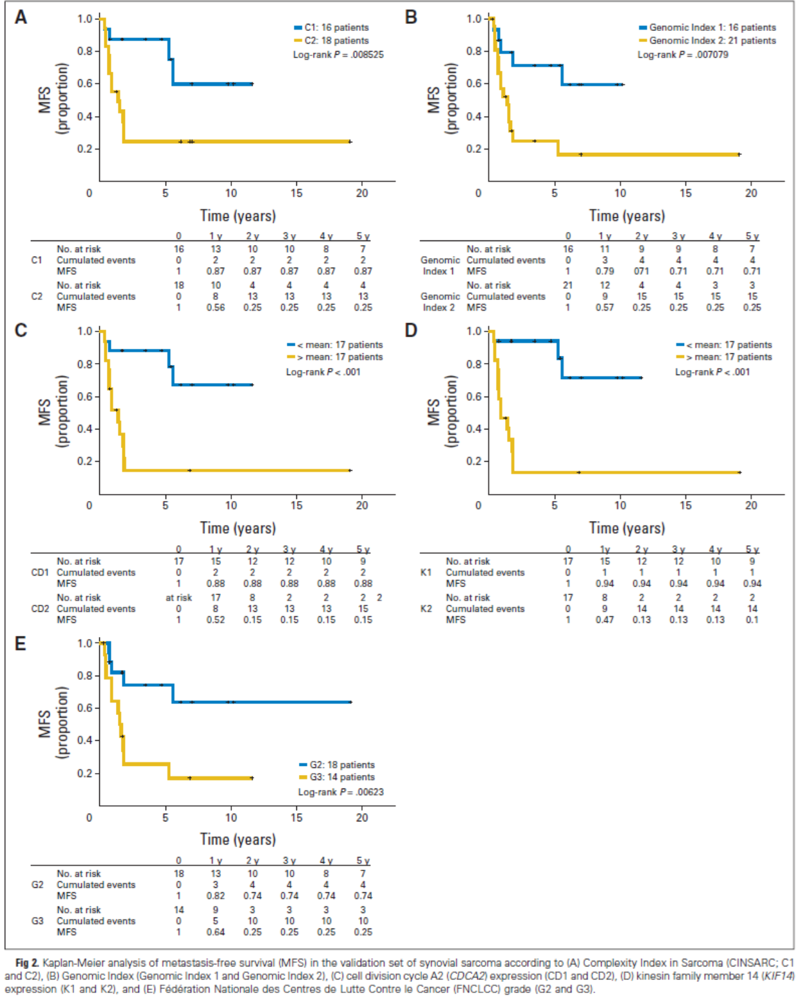 A
1.0
0.8
0.6
0.4
0.2
0
5
10
15
20
MFS
(proportion)
Time (years)
C1: 16 patients
C2: 18 patients
Log-rank P = .008525
0 1 y 2 y 3 y 4 y 5 y
No. at risk 16 13 10 10 8 7
C1 Cumulated events 0 2 2 2 2 2
MFS 1 0.87 0.87 0.87 0.87 0.87
No. at risk 18 10 4 4 4 4
C2 Cumulated events 0 8 13 13 13 13
MFS 1 0.56 0.25 0.25 0.25 0.25
B
1.0
0.8
0.6
0.4
0.2
0
5
10
15
20
MFS
(proportion)
Time (years)
Genomic Index 1: 16 patients
Genomic Index 2: 21 patients
Log-rank P = .007079
0 1 y 2 y 3 y 4 y 5 y
No. at risk 16 11 9 9 8 7
Genomic Cumulated events 0 3 4 4 4 4
Index 1 MFS 1 0.79 071 0.71 0.71 0.71
No. at risk 21 12 4 4 3 3
Genomic Cumulated events 0 9 15 15 15 15
Index 2 MFS 1 0.57 0.25 0.25 0.25 0.25
C
1.0
0.8
0.6
0.4
0.2
0
5
10
15
20
MFS
(proportion)
Time (years)
< mean: 17 patients
> mean: 17 patients
Log-rank P < .001
0 1 y 2 y 3 y 4 y 5 y
No. at risk 17 15 12 12 10 9
CD1 Cumulated events 0 2 2 2 2 2
MFS 1 0.88 0.88 0.88 0.88 0.88
No. at risk at risk 17 8 2 2 2 2
CD2 Cumulated events 0 8 13 13 13 15
MFS 1 0.52 0.15 0.15 0.15 0.15
D
1.0
0.8
0.6
0.4
0.2
0
5
10
15
20
MFS
(proportion)
Time (years)
< mean: 17 patients
> mean: 17 patients
Log-rank P < .001
0 1y 2 y 3 y 4 y 5 y
No. at risk 17 15 12 12 10 9
K1 Cumulated events 0 1 1 1 1 1
MFS 1 0.94 0.94 0.94 0.94 0.94
No. at risk 17 8 2 2 2 2
K2 Cumulated events 0 9 14 14 14 14
MFS 1 0.47 0.13 0.13 0.13 0.1
E
1.0
0.8
0.6
0.4
0.2
0
5
10
15
20
MFS
(proportion)
Time (years)
G2: 18 patients
G3: 14 patients
Log-rank P = .00623
0 1 y 2 y 3 y 4 y 5 y
No. at risk 18 13 10 10 8 7
G2 Cumulated events 0 3 4 4 4 4
MFS 1 0.82 0.74 0.74 0.74 0.74
No. at risk 14 9 3 3 3 3
G3 Cumulated events 0 5 10 10 10 10
MFS 1 0.64 0.25 0.25 0.25 0.25
Fig 2. Kaplan-Meier analysis of metastasis-free survival (MFS) in the validation set of synovial sarcoma according to (A) Complexity Index in Sarcoma (CINSARC; C1
and C2), (B) Genomic Index (Genomic Index 1 and Genomic Index 2), (C) cell division cycle A2 (CDCA2) expression (CD1 and CD2), (D) kinesin family member 14 (KIF14)
expression (K1 and K2), and (E) Fédération Nationale des Centres de Lutte Contre le Cancer (FNCLCC) grade (G2 and G3).